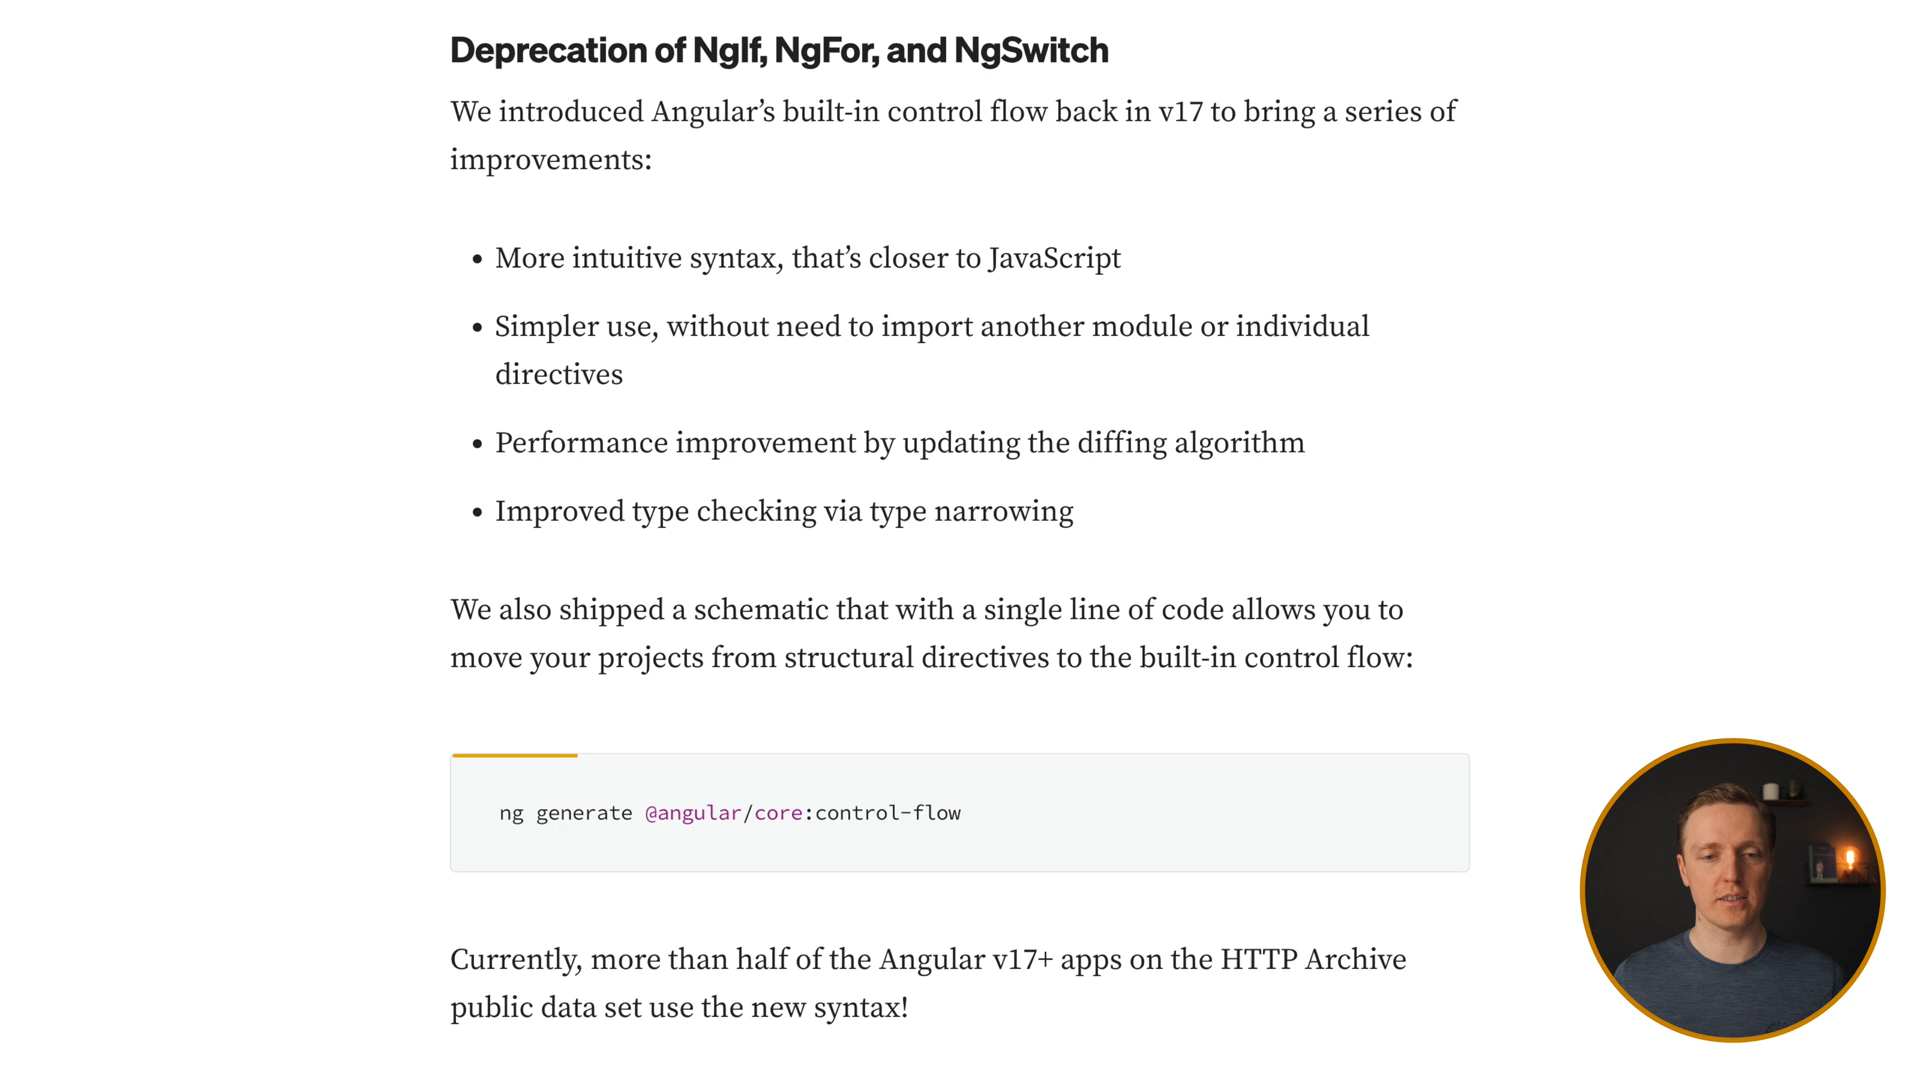 Deprecation of NgIf, NgFor, and NgSwitch
We introduced Angular’s built-in control flow back in v17 to bring a series of
improvements:
• More intuitive syntax, that’s closer to JavaScript
• Simpler use, without need to import another module or individual
directives
• Performance improvement by updating the diffing algorithm
• Improved type checking via type narrowing
We also shipped a schematic that with a single line of code allows you to
move your projects from structural directives to the built-in control flow:
ng generate @angular/core:control-flow
Currently, more than half of the Angular v17+ apps on the HTTP Archive
public data set use the new syntax!